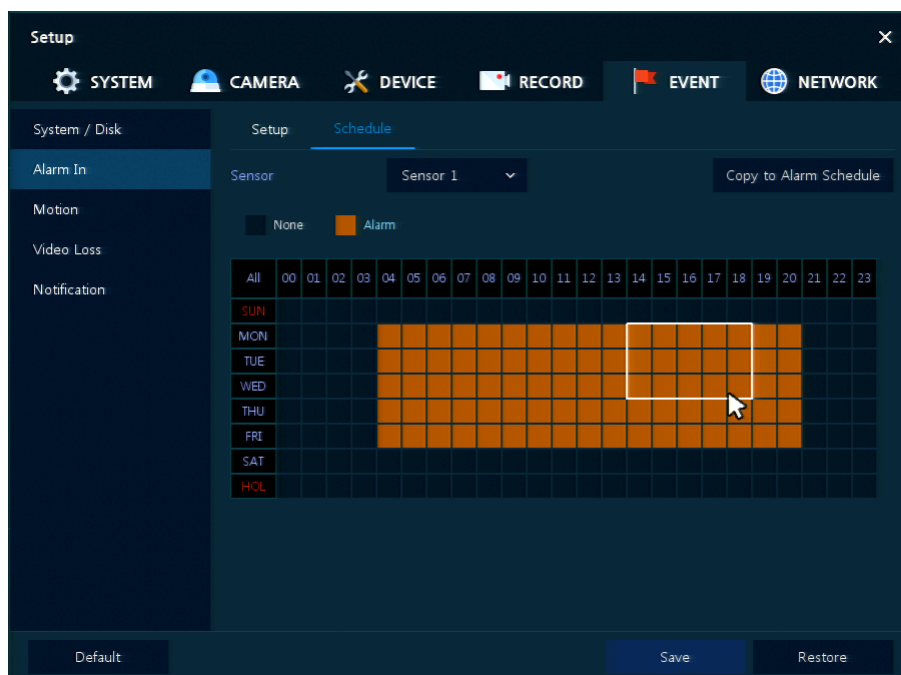 Setup
SYSTEM CAMERA DEVICE RECORD EVENT NETWORK
System / Disk
Alarm In
Motion
Video Loss
Notification
Setup Schedule
Sensor Sensor 1 Copy to Alarm Schedule
None Alarm
All 00 01 02 03 04 05 06 07 08 09 10 11 12 13 14 15 16 17 18 19 20 21 22 23
SUN
MON
TUE
WED
THU
FRI
SAT
HOL
Default Save Restore